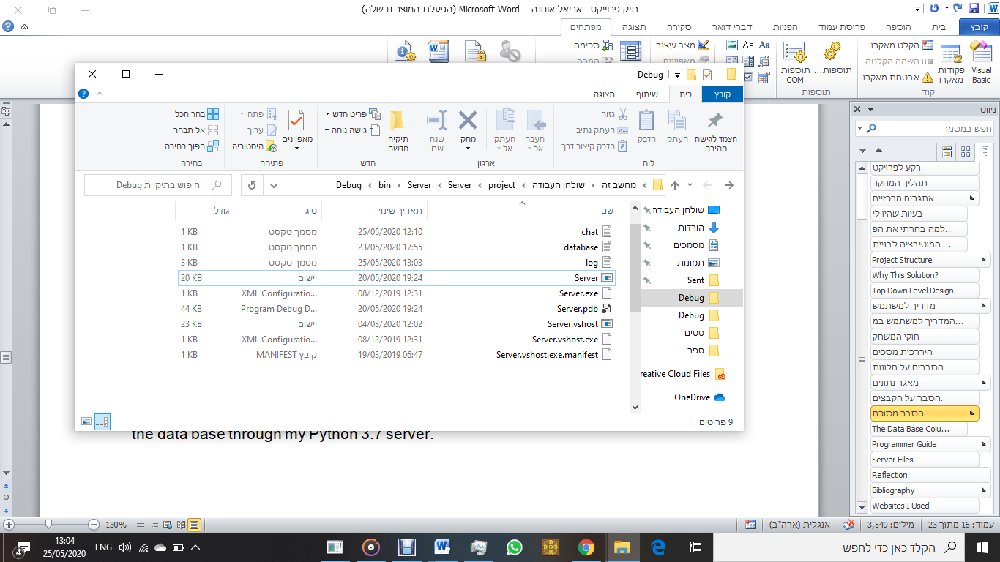 תיק פרוייקט - אריאל אוחנה - Microsoft Word (הפעלת המוצר נכשלה)
קובץ בית הוספה פריסת עמוד הפניות דברי דואר סקירה תצוגה מפתחים
Visual Basic
פקודות מאקרו
הקלט מאקרו
השהה הקלטה
אבטחת מאקרו
קוד
תוספות...
תוספות COM
תוספות
Aa Aa
מצב עיצוב
מאפיינים
סכימה
Debug
קובץ בית שיתוף תצוגה
הצמד לגישה מהירה
העתק
הדבק
גזור
העתק נתיב
הדבק קיצור דרך
לוח
העבר אל
העתק אל
מחק
שנה שם
ארגון
תיקיה חדשה
פריט חדש
גישה נוחה
חדש
מאפיינים
פתח
ערוך
היסטוריה
פתיחה
בחר הכל
אל תבחר
הפוך בחירה
בחירה
מחשב זה ‹ שולחן העבודה ‹ project ‹ Server ‹ Server ‹ bin ‹ Debug
חיפוש בתיקיית Debug
שולחן העבודה
הורדות
מסמכים
תמונות
Sent
Debug
Debug
סטים
ספר
reative Cloud Files
OneDrive
שם תאריך שינוי סוג גודל
chat 25/05/2020 12:10 מסמך טקסט 1 KB
database 23/05/2020 17:55 מסמך טקסט 1 KB
log 25/05/2020 13:03 מסמך טקסט 3 KB
Server 20/05/2020 19:24 יישום 20 KB
Server.exe 08/12/2019 12:31 XML Configuratio... 1 KB
Server.pdb 20/05/2020 19:24 Program Debug D... 44 KB
Server.vshost 04/03/2020 12:02 יישום 23 KB
Server.vshost.exe 08/12/2019 12:31 XML Configuratio... 1 KB
Server.vshost.exe.manifest 19/03/2019 06:47 קובץ MANIFEST 1 KB
9 פריטים
the data base through my Python 3.7 server.
ניווט
חפש במסמך
רקע לפרויקט
תהליך המחקר
אתגרים מרכזיים
בעיות שהיו לי
למה בחרתי את הפ...
המוטיבציה לבניית ...
Project Structure
Why This Solution?
Top Down Level Design
מדריך למשתמש
המדריך למשתמש במ...
חוקי המשחק
היררכית מסכים
הסברים על חלונות
מאגר נתונים
הסבר על הקבצים.
הסבר מסוכם
The Data Base Colu...
Programmer Guide
Server Files
Reflection
Bibliography
Websites I Used
עמוד: 16 מתוך 23 מילים: 3,549 אנגלית (ארה"ב) 130%
הקלד כאן כדי לחפש
ENG
13:04
25/05/2020
4